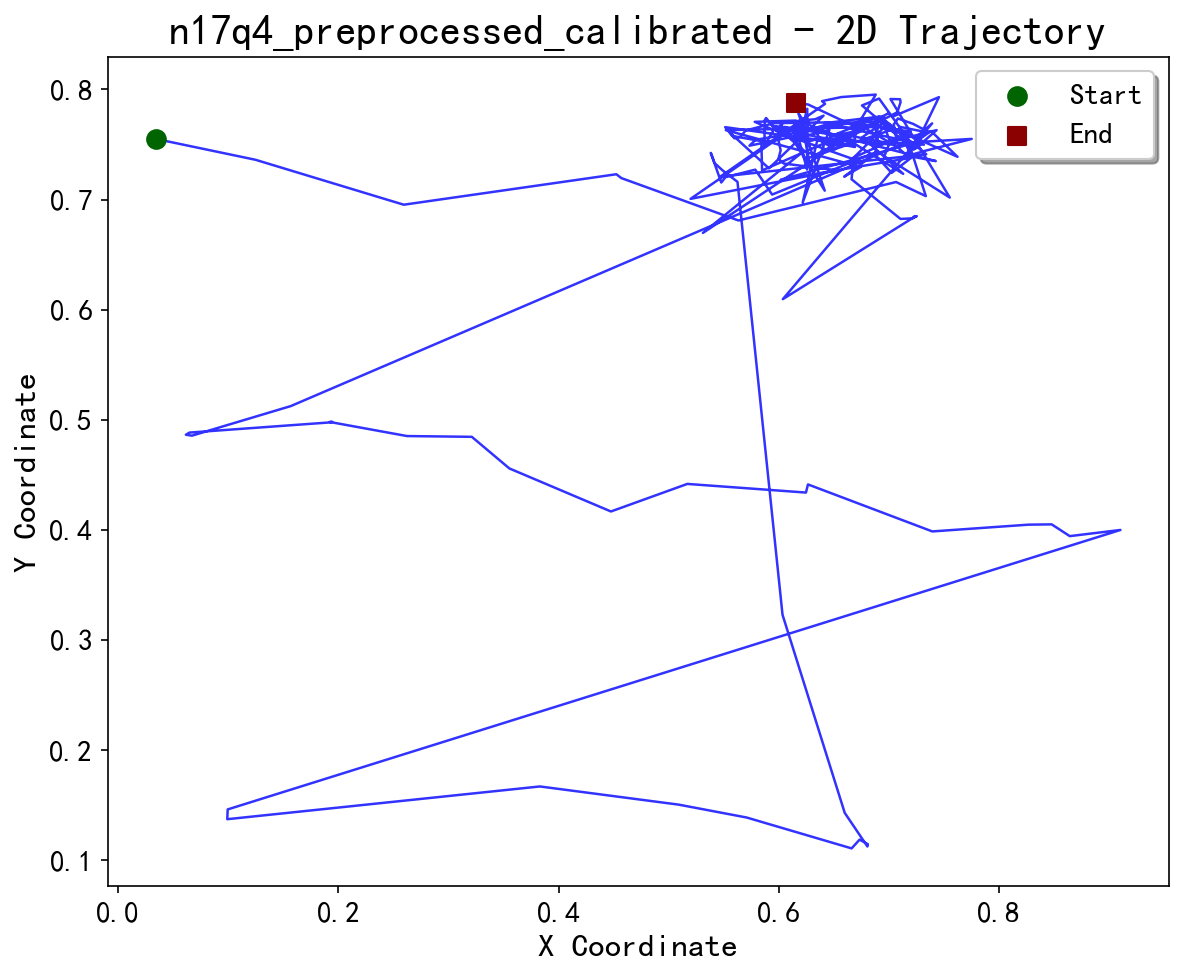 n17q4_preprocessed_calibrated - 2D Trajectory
Start
End
Y Coordinate
0.8
0.7
0.6
0.5
0.4
0.3
0.2
0.1
0.0 0.2 0.4 0.6 0.8
X Coordinate